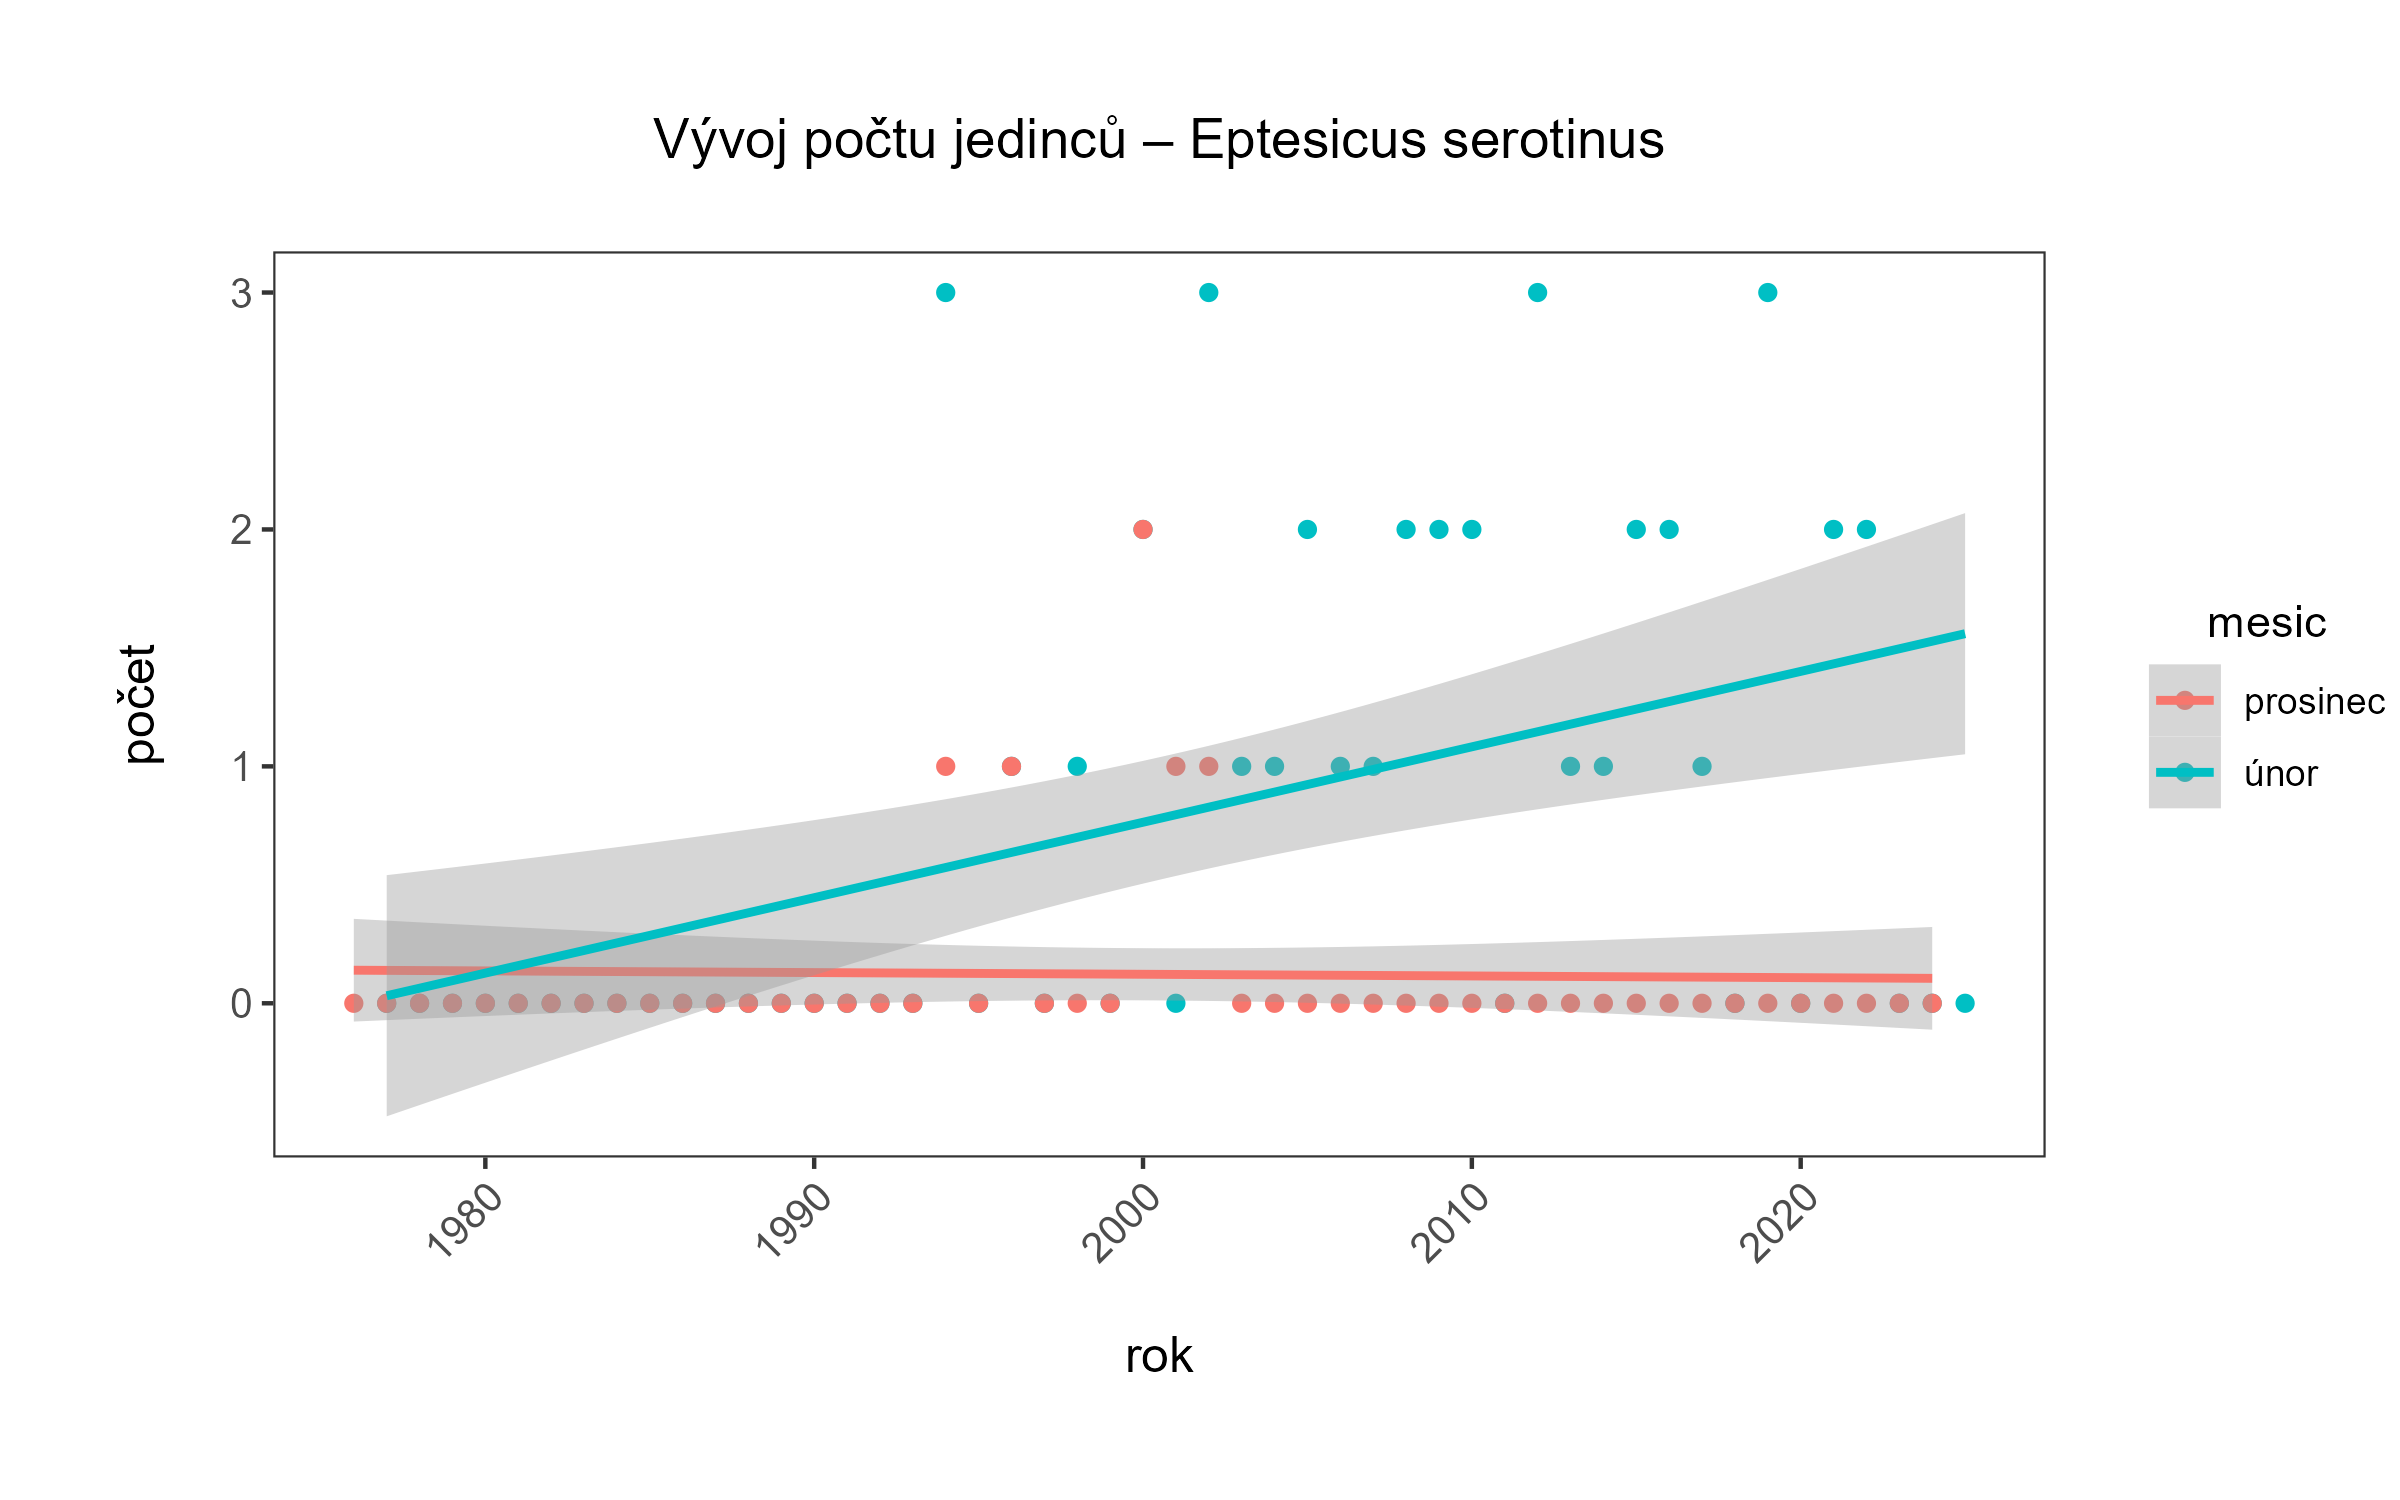 Vývoj počtu jedinců – Eptesicus serotinus
počet
3
2
1
0
1980
1990
2000
2010
2020
rok
mesic
prosinec
únor